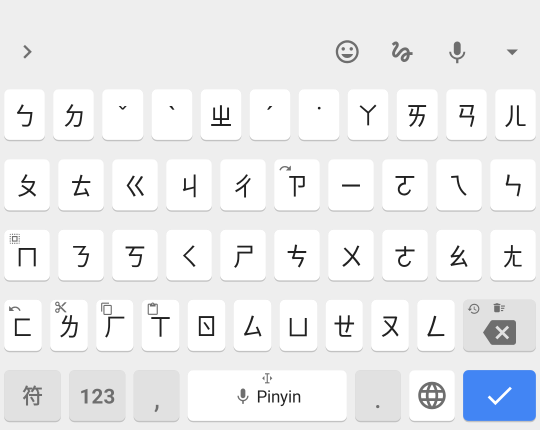 ㄅ ㄉ ˇ ˋ ㄓ ˊ ˙ ㄚ ㄞ ㄢ ㄦ
ㄆ ㄊ ㄍ ㄐ ㄔ ㄗ ㄧ ㄛ ㄟ ㄣ
ㄇ ㄋ ㄎ ㄑ ㄕ ㄘ ㄨ ㄜ ㄠ ㄤ
ㄈ ㄌ ㄏ ㄒ ㄖ ㄙ ㄩ ㄝ ㄡ ㄥ
符 123 , Pinyin .